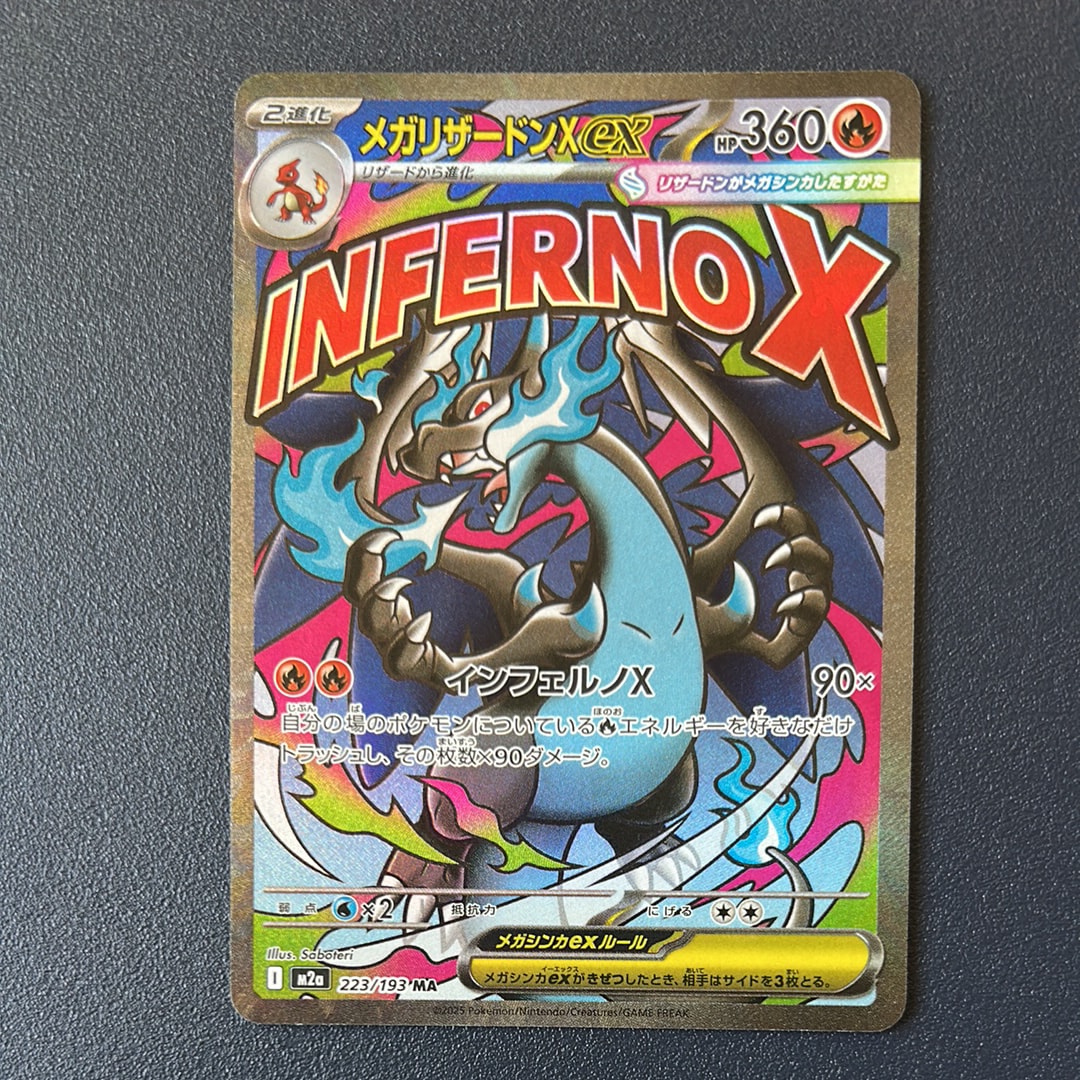 2進化
メガリザードンXex
HP360
リザードから進化
リザードンがメガシンカしたすがた
INFERNO X
インフェルノX 90×
自分の場のポケモンについているエネルギーを好きなだけ
トラッシュし、その枚数×90ダメージ。
弱点 ×2 抵抗力 にげる
メガシンカexルール
メガシンカexがきぜつしたとき、相手はサイドを3枚とる。
Illus. Saboteri
I m2a 223/193 MA
©2025 Pokémon/Nintendo/Creatures/GAME FREAK